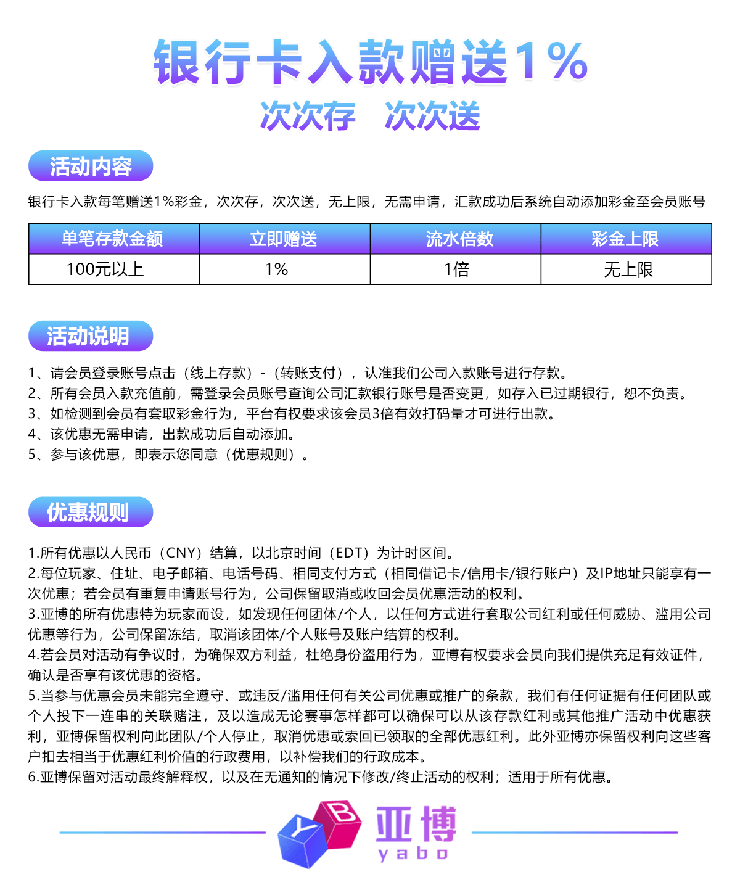 银行卡入款赠送1%
次次存 次次送
活动内容
银行卡入款每笔赠送1%彩金，次次存，次次送，无上限，无需申请，汇款成功后系统自动添加彩金至会员账号
单笔存款金额 立即赠送 流水倍数 彩金上限
100元以上 1% 1倍 无上限
活动说明
1、请会员登录账号点击（线上存款）-（转账支付），认准我们公司入款账号进行存款。
2、所有会员入款充值前，需登录会员账号查询公司汇款银行账号是否变更，如存入已过期银行，恕不负责。
3、如检测到会员有套取彩金行为，平台有权要求该会员3倍有效打码量才可进行出款。
4、该优惠无需申请，出款成功后自动添加。
5、参与该优惠，即表示您同意（优惠规则）。
优惠规则
1.所有优惠以人民币（CNY）结算，以北京时间（EDT）为计时区间。
2.每位玩家、住址、电子邮箱、电话号码、相同支付方式（相同借记卡/信用卡/银行账户）及IP地址只能享有一
次优惠；若会员有重复申请账号行为，公司保留取消或收回会员优惠活动的权利。
3.亚博的所有优惠特为玩家而设，如发现任何团体/个人，以任何方式进行套取公司红利或任何威胁、滥用公司
优惠等行为，公司保留冻结，取消该团体/个人账号及账户结算的权利。
4.若会员对活动有争议时，为确保双方利益，杜绝身份盗用行为，亚博有权要求会员向我们提供充足有效证件，
确认是否享有该优惠的资格。
5.当参与优惠会员未能完全遵守、或违反/滥用任何有关公司优惠或推广的条款，我们有任何证据有任何团队或
个人投下一连串的关联赌注，及以造成无论赛事怎样都可以确保可以从该存款红利或其他推广活动中优惠获
利，亚博保留权利向此团队/个人停止，取消优惠或索回已领取的全部优惠红利。此外亚博亦保留权利向这些客
户扣去相当于优惠红利价值的行政费用，以补偿我们的行政成本。
6.亚博保留对活动最终解释权，以及在无通知的情况下修改/终止活动的权利；适用于所有优惠。
Y B 亚博
yabo